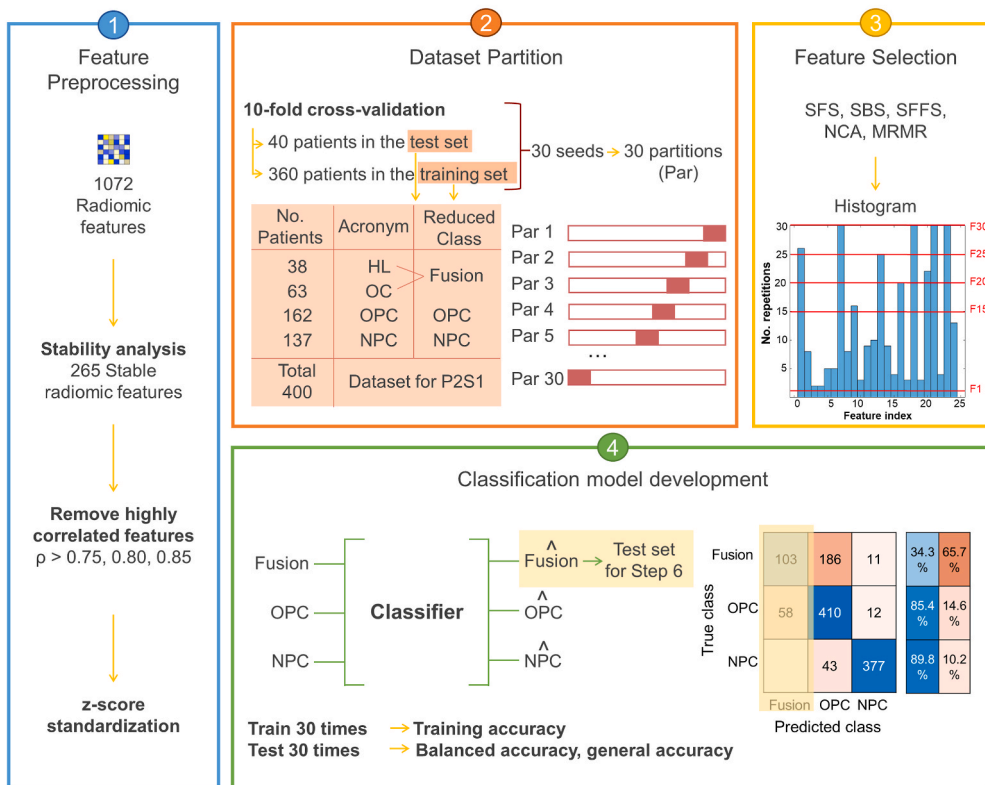 1
Feature
Preprocessing
1072
Radiomic
features
Stability analysis
265 Stable
radiomic features
Remove highly
correlated features
ρ > 0.75, 0.80, 0.85
z-score
standardization
2
Dataset Partition
10-fold cross-validation
40 patients in the test set
360 patients in the training set
30 seeds 30 partitions
(Par)
No. Patients Acronym Reduced Class
38 HL
Fusion
63 OC
162 OPC OPC
137 NPC NPC
Total
400
Dataset for P2S1
Par 1
Par 2
Par 3
Par 4
Par 5
...
Par 30
3
Feature Selection
SFS, SBS, SFFS,
NCA, MRMR
Histogram
No. repetitions
30
25
20
15
10
5
F30
F25
F20
F15
F1
0 5 10 15 20 25
Feature index
4
Classification model development
Fusion
OPC
NPC
Classifier
^
Fusion
^
OPC
^
NPC
Test set
for Step 6
Train 30 times Training accuracy
Test 30 times Balanced accuracy, general accuracy
True class
Fusion 103 186 11 34.3 % 65.7 %
OPC 58 410 12 85.4 % 14.6 %
NPC 43 377 89.8 % 10.2 %
Fusion OPC NPC
Predicted class